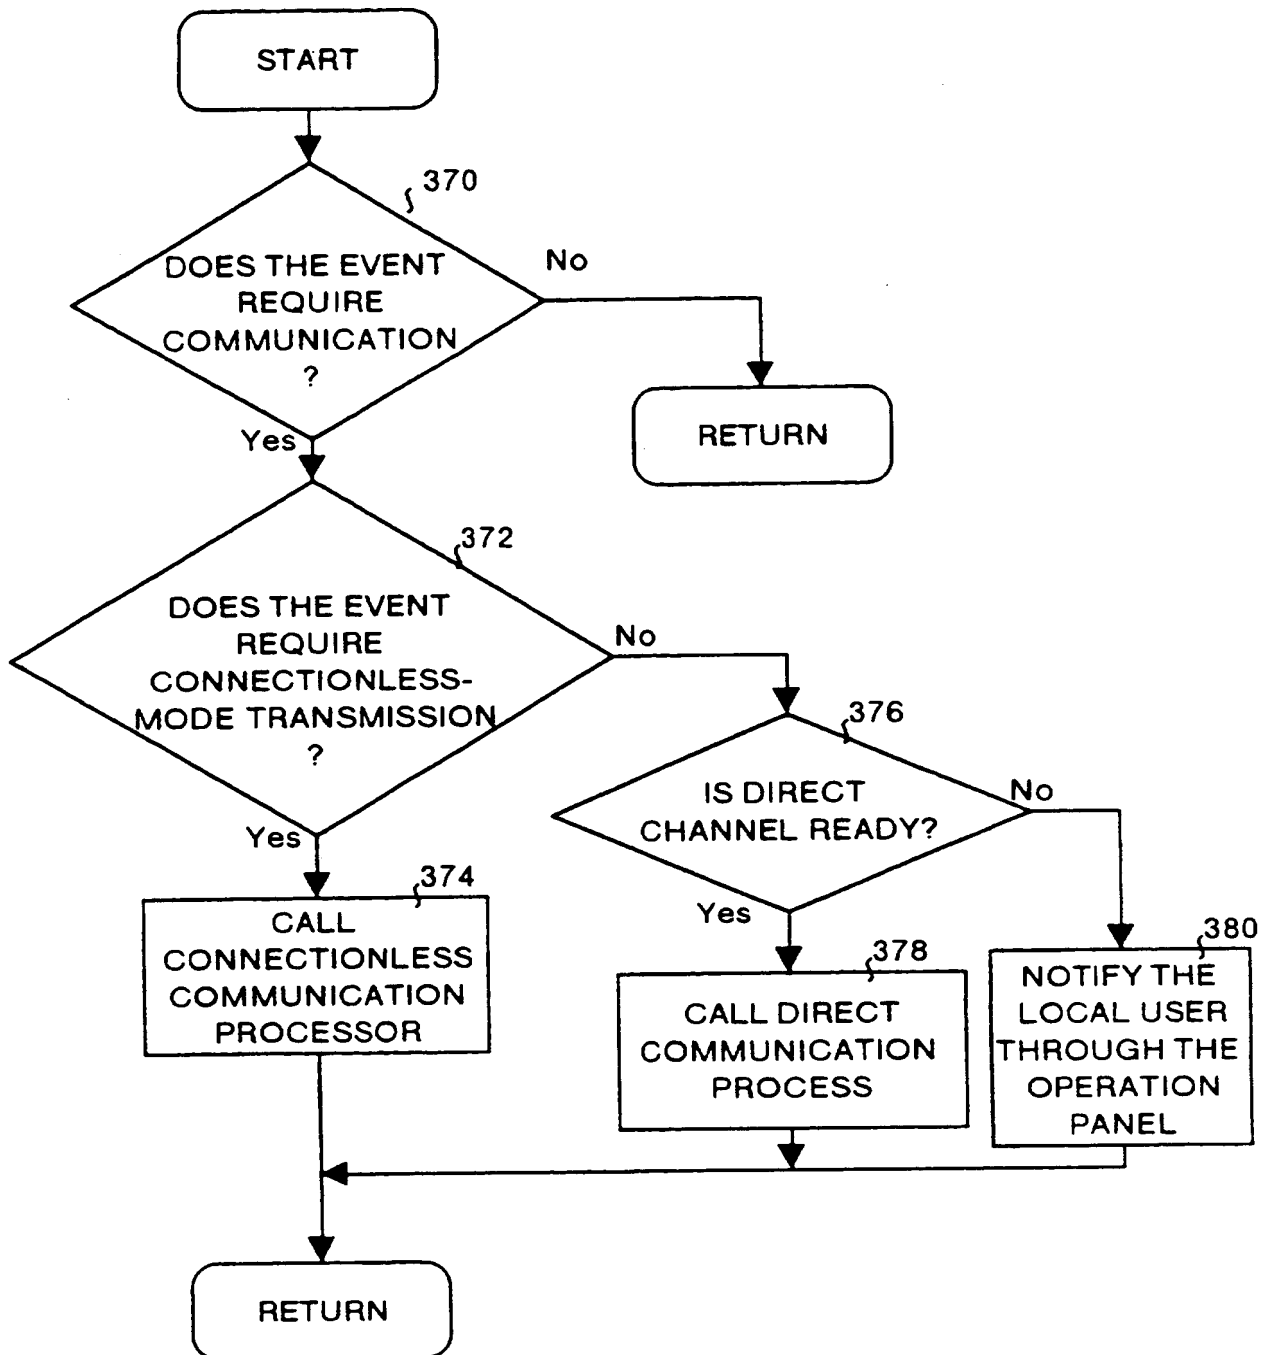 START
370
DOES THE EVENT
REQUIRE
COMMUNICATION
?
No
RETURN
Yes
372
DOES THE EVENT
REQUIRE
CONNECTIONLESS-
MODE TRANSMISSION
?
No
Yes
376
IS DIRECT
CHANNEL READY?
No
Yes
374
CALL
CONNECTIONLESS
COMMUNICATION
PROCESSOR
378
CALL DIRECT
COMMUNICATION
PROCESS
380
NOTIFY THE
LOCAL USER
THROUGH THE
OPERATION
PANEL
RETURN